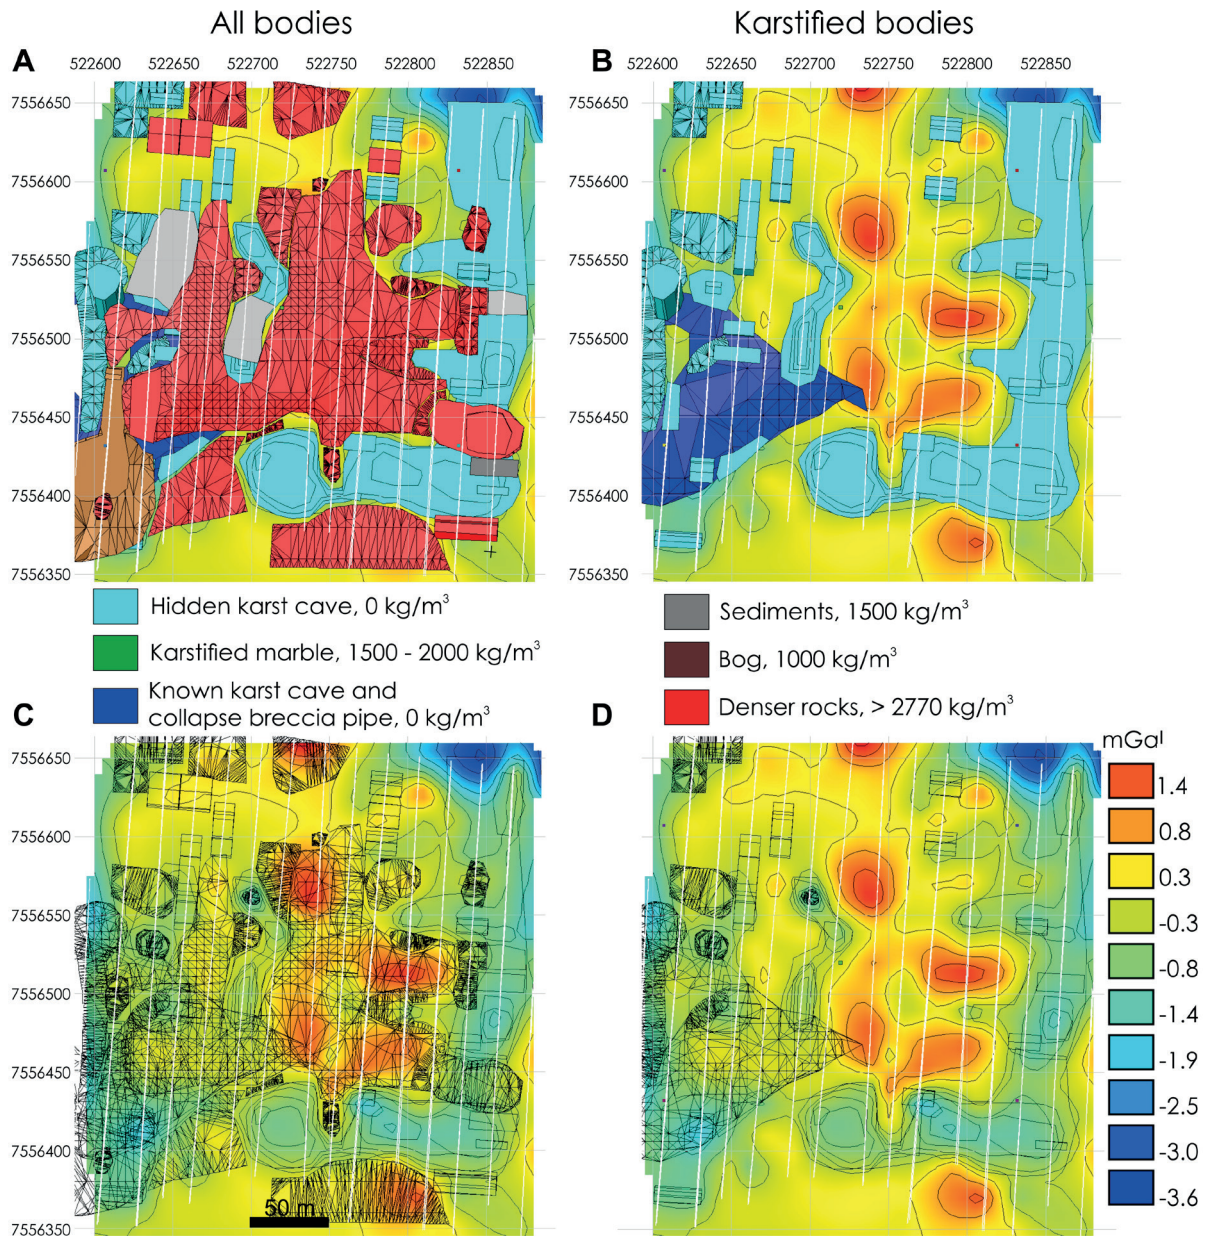 All bodies
Karstified bodies
A
B
522600 522650 522700 522750 522800 522850
522600 522650 522700 522750 522800 522850
7556650
7556600
7556550
7556500
7556450
7556400
7556350
7556650
7556600
7556550
7556500
7556450
7556400
7556350
Hidden karst cave, 0 kg/m³
Karstified marble, 1500 - 2000 kg/m³
Known karst cave and
collapse breccia pipe, 0 kg/m³
Sediments, 1500 kg/m³
Bog, 1000 kg/m³
Denser rocks, > 2770 kg/m³
C
D
7556650
7556600
7556550
7556500
7556450
7556400
7556350
50 m
mGal
1.4
0.8
0.3
-0.3
-0.8
-1.4
-1.9
-2.5
-3.0
-3.6